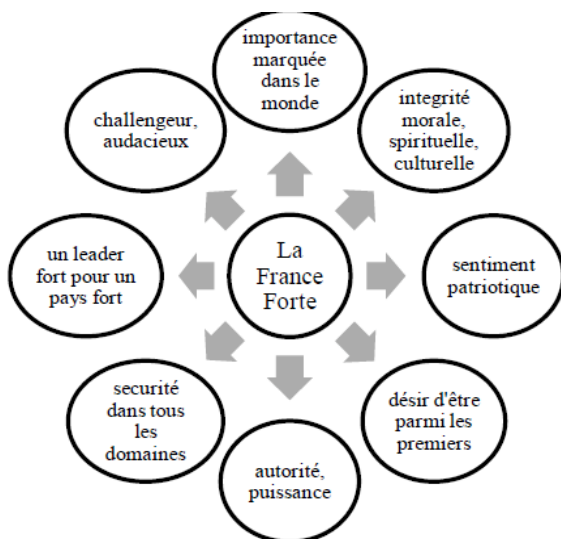 importance
marquée
dans le
monde
integrité
morale,
spirituelle,
culturelle
sentiment
patriotique
désir d'être
parmi les
premiers
autorité,
puissance
securité
dans tous
les
domaines
un leader
fort pour un
pays fort
challengeur,
audacieux
La
France
Forte